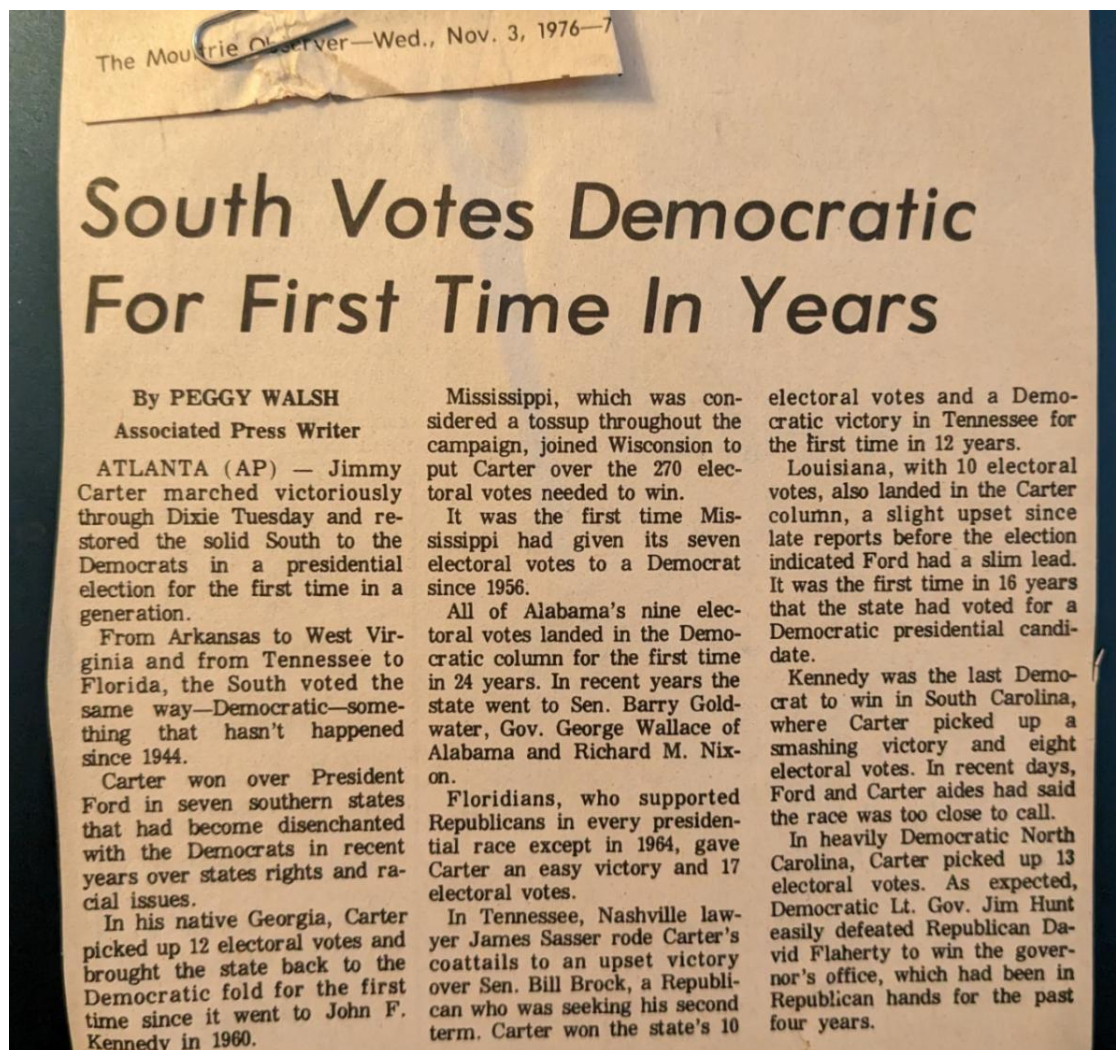 The Moultrie Observer—Wed., Nov. 3, 1976—7
South Votes Democratic
For First Time In Years
By PEGGY WALSH
Associated Press Writer
ATLANTA (AP) — Jimmy
Carter marched victoriously
through Dixie Tuesday and re-
stored the solid South to the
Democrats in a presidential
election for the first time in a
generation.
From Arkansas to West Vir-
ginia and from Tennessee to
Florida, the South voted the
same way—Democratic—some-
thing that hasn't happened
since 1944.
Carter won over President
Ford in seven southern states
that had become disenchanted
with the Democrats in recent
years over states rights and ra-
cial issues.
In his native Georgia, Carter
picked up 12 electoral votes and
brought the state back to the
Democratic fold for the first
time since it went to John F.
Kennedy in 1960.
Mississippi, which was con-
sidered a tossup throughout the
campaign, joined Wisconsion to
put Carter over the 270 elec-
toral votes needed to win.
It was the first time Mis-
sissippi had given its seven
electoral votes to a Democrat
since 1956.
All of Alabama's nine elec-
toral votes landed in the Demo-
cratic column for the first time
in 24 years. In recent years the
state went to Sen. Barry Gold-
water, Gov. George Wallace of
Alabama and Richard M. Nix-
on.
Floridians, who supported
Republicans in every presiden-
tial race except in 1964, gave
Carter an easy victory and 17
electoral votes.
In Tennessee, Nashville law-
yer James Sasser rode Carter's
coattails to an upset victory
over Sen. Bill Brock, a Republi-
can who was seeking his second
term. Carter won the state's 10
electoral votes and a Demo-
cratic victory in Tennessee for
the first time in 12 years.
Louisiana, with 10 electoral
votes, also landed in the Carter
column, a slight upset since
late reports before the election
indicated Ford had a slim lead.
It was the first time in 16 years
that the state had voted for a
Democratic presidential candi-
date.
Kennedy was the last Demo-
crat to win in South Carolina,
where Carter picked up a
smashing victory and eight
electoral votes. In recent days,
Ford and Carter aides had said
the race was too close to call.
In heavily Democratic North
Carolina, Carter picked up 13
electoral votes. As expected,
Democratic Lt. Gov. Jim Hunt
easily defeated Republican Da-
vid Flaherty to win the gover-
nor's office, which had been in
Republican hands for the past
four years.